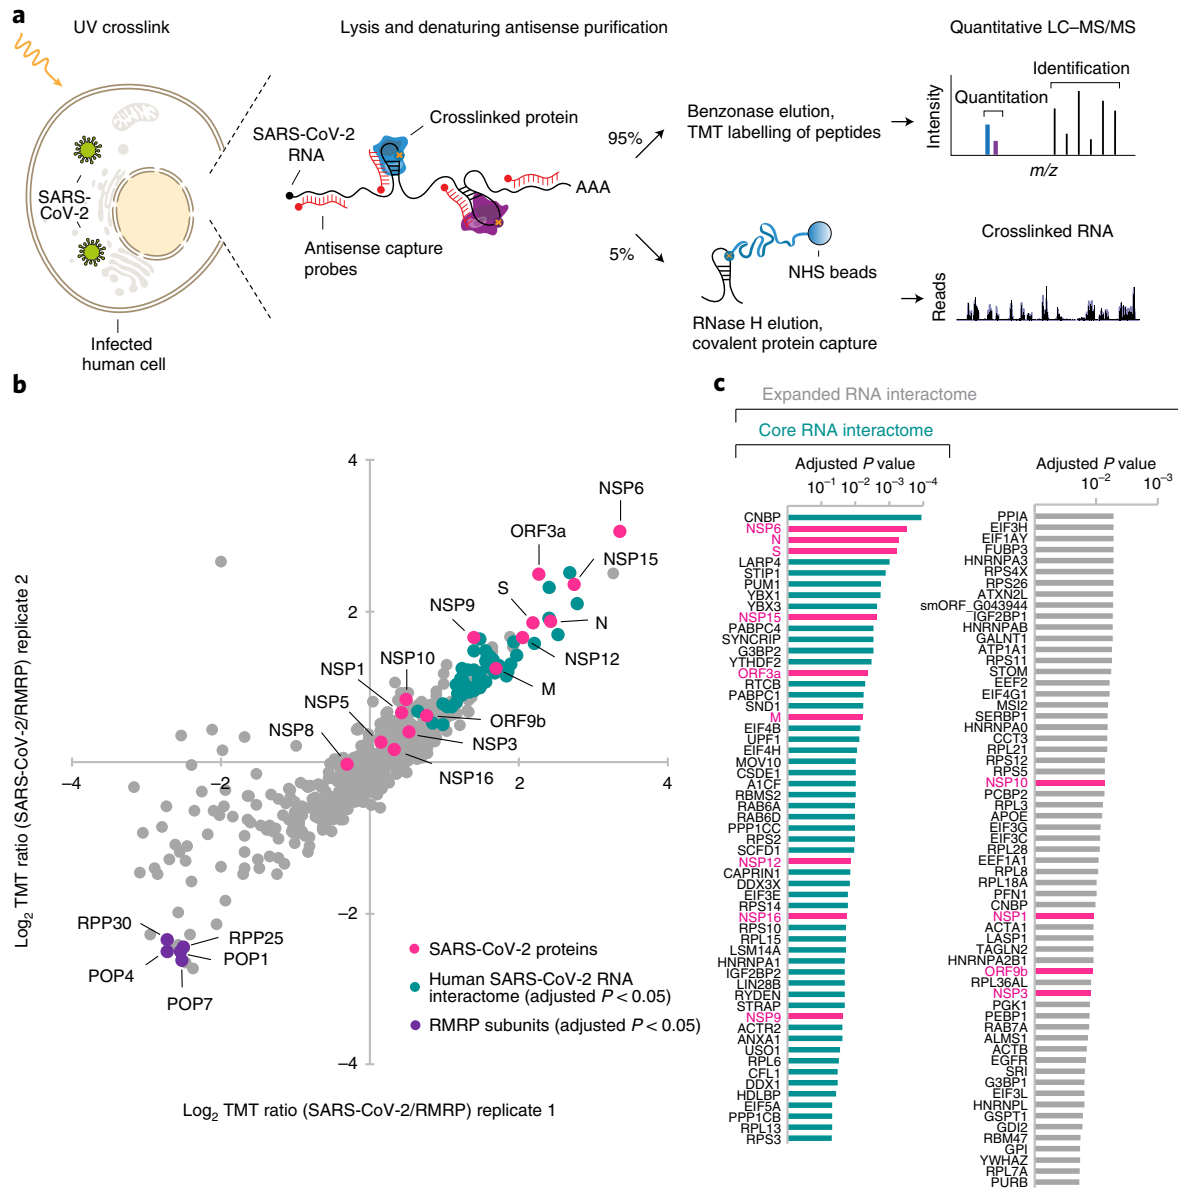 a
UV crosslink
Lysis and denaturing antisense purification
Quantitative LC–MS/MS
SARS-
CoV-2
Infected
human cell
SARS-CoV-2
RNA
Crosslinked protein
AAA
Antisense capture
probes
95%
5%
Benzonase elution,
TMT labelling of peptides
Intensity
Quantitation
Identification
m/z
NHS beads
RNase H elution,
covalent protein capture
Crosslinked RNA
Reads
b
Log2 TMT ratio (SARS-CoV-2/RMRP) replicate 2
4
2
−2
−4
−4
−2
2
4
NSP6
ORF3a
NSP15
S
N
NSP9
NSP12
NSP10
M
NSP1
NSP5
ORF9b
NSP8
NSP3
NSP16
RPP30
RPP25
POP4
POP1
POP7
SARS-CoV-2 proteins
Human SARS-CoV-2 RNA
interactome (adjusted P < 0.05)
RMRP subunits (adjusted P < 0.05)
Log2 TMT ratio (SARS-CoV-2/RMRP) replicate 1
c
Expanded RNA interactome
Core RNA interactome
Adjusted P value
10−1 10−2 10−3 10−4
CNBP
NSP6
N
S
LARP4
STIP1
PUM1
YBX1
YBX3
NSP15
PABPC4
SYNCRIP
G3BP2
YTHDF2
ORF3a
RTCB
PABPC1
SND1
M
EIF4B
UPF1
EIF4H
MOV10
CSDE1
A1CF
RBMS2
RAB6A
RAB6D
PPP1CC
RPS2
SCFD1
NSP12
CAPRIN1
DDX3X
EIF3E
RPS14
NSP16
RPS10
RPL15
LSM14A
HNRNPA1
IGF2BP2
LIN28B
RYDEN
STRAP
NSP9
ACTR2
ANXA1
USO1
RPL6
CFL1
DDX1
HDLBP
EIF5A
PPP1CB
RPL13
RPS3
Adjusted P value
10−2 10−3
PPIA
EIF3H
EIF1AY
FUBP3
HNRNPA3
RPS4X
RPS26
ATXN2L
smORF_G043944
IGF2BP1
HNRNPAB
GALNT1
ATP1A1
RPS11
STOM
EEF2
EIF4G1
MSI2
SERBP1
HNRNPA0
CCT3
RPL21
RPS12
RPS5
NSP10
PCBP2
RPL3
APOE
EIF3G
EIF3C
RPL28
EEF1A1
RPL8
RPL18A
PFN1
CNBP
NSP1
ACTA1
LASP1
TAGLN2
HNRNPA2B1
ORF9b
RPL36AL
NSP3
PGK1
PEBP1
RAB7A
ALMS1
ACTB
EGFR
SRI
G3BP1
EIF3L
HNRNPL
GSPT1
GDI2
RBM47
GPI
YWHAZ
RPL7A
PURB